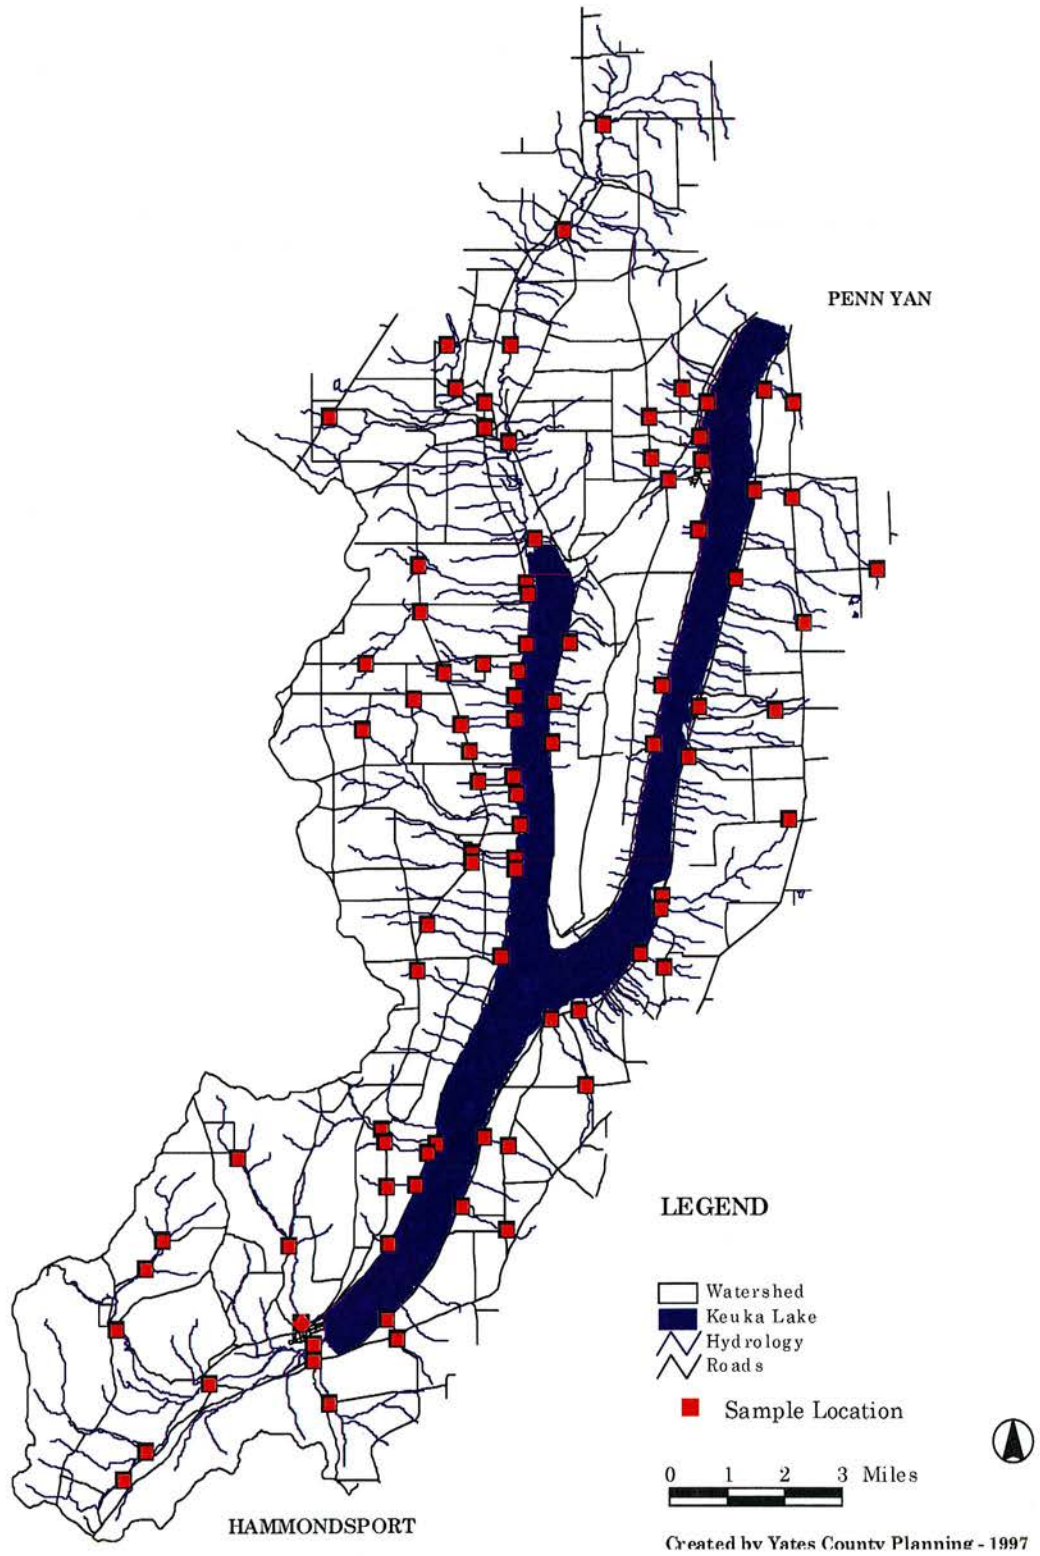 PENN YAN
LEGEND
Watershed
Keuka Lake
Hydrology
Roads
Sample Location
0 1 2 3 Miles
HAMMONDSPORT
Created by Yates County Planning - 1997